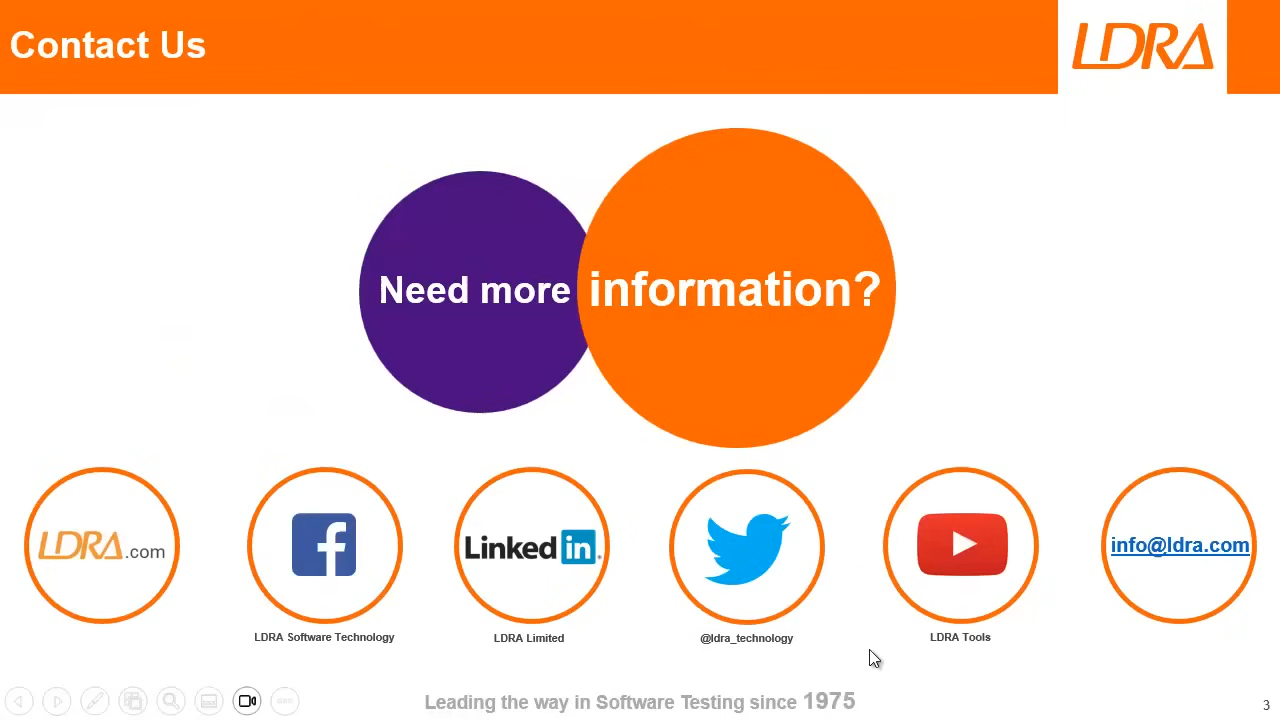 Contact Us
LDRA
Need more information?
LDRA.com
Linked in.
info@ldra.com
LDRA Software Technology
LDRA Limited
@ldra_technology
LDRA Tools
Leading the way in Software Testing since 1975
3